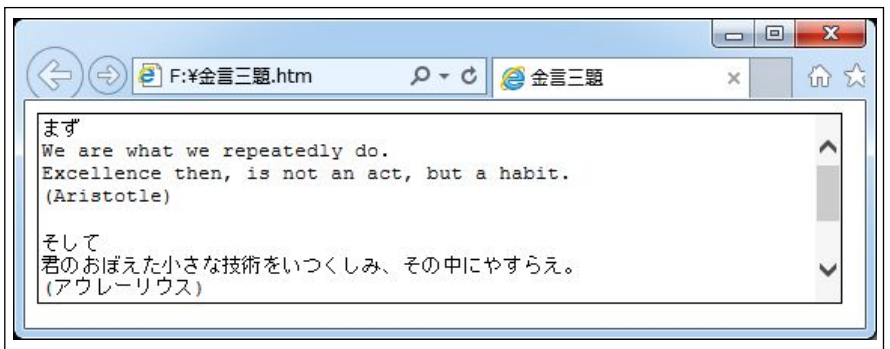 F:¥金言三題.htm
金言三題
まず
We are what we repeatedly do.
Excellence then, is not an act, but a habit.
(Aristotle)
そして
君のおぼえた小さな技術をいつくしみ、その中にやすらえ。
(アウレーリウス)